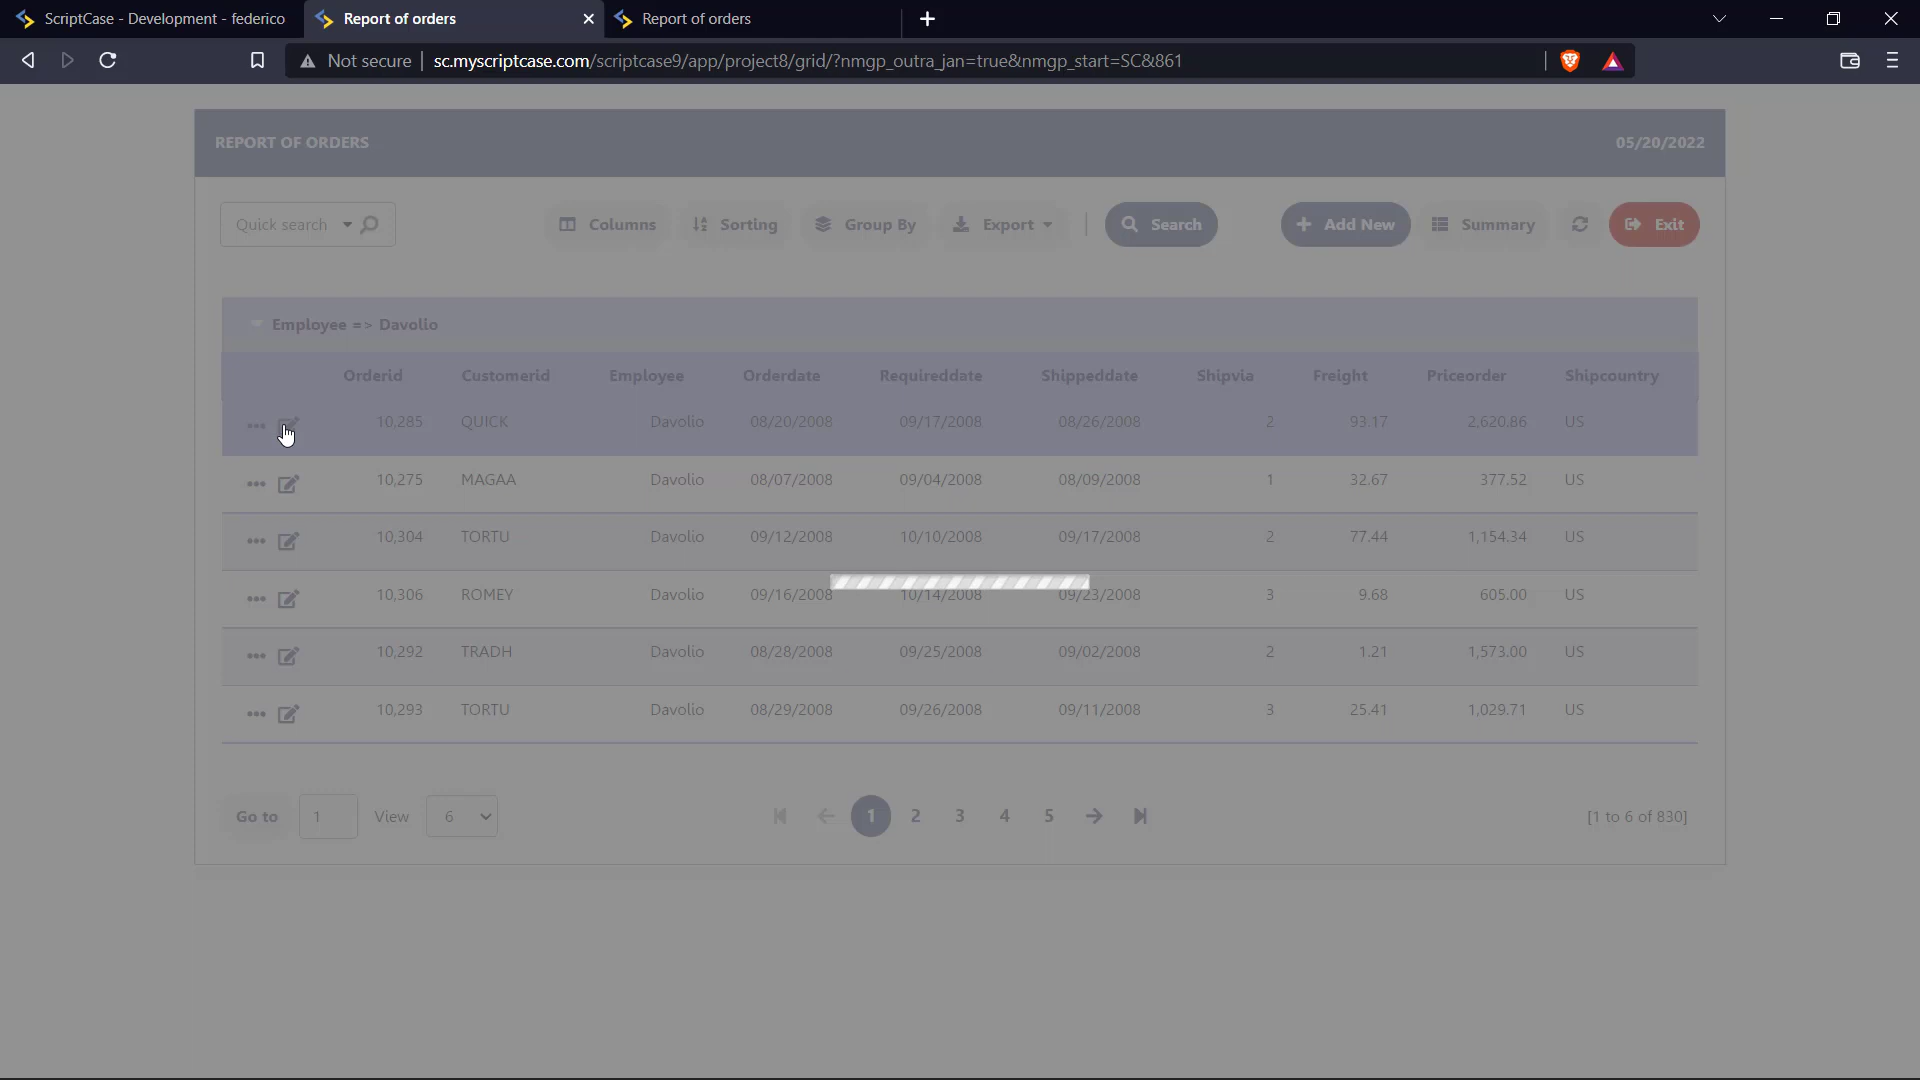 ScriptCase - Development - federico Report of orders Report of orders
Not secure sc.myscriptcase.com/scriptcase9/app/project8/grid/?nmgp_outra_jan=true&nmgp_start=SC&861
REPORT OF ORDERS 05/20/2022
Quick search Columns Sorting Group By Export Search Add New Summary Exit
Employee => Davolio
Orderid Customerid Employee Orderdate Requireddate Shippeddate Shipvia Freight Priceorder Shipcountry
10,285 QUICK Davolio 08/20/2008 09/17/2008 08/26/2008 2 93.17 2,620.86 US
10,275 MAGAA Davolio 08/07/2008 09/04/2008 08/09/2008 1 32.67 377.52 US
10,304 TORTU Davolio 09/12/2008 10/10/2008 09/17/2008 2 77.44 1,154.34 US
10,306 ROMEY Davolio 09/16/2008 10/14/2008 09/23/2008 3 9.68 605.00 US
10,292 TRADH Davolio 08/28/2008 09/25/2008 09/02/2008 2 1.21 1,573.00 US
10,293 TORTU Davolio 08/29/2008 09/26/2008 09/11/2008 3 25.41 1,029.71 US
Go to 1 View 6 1 2 3 4 5 [1 to 6 of 830]